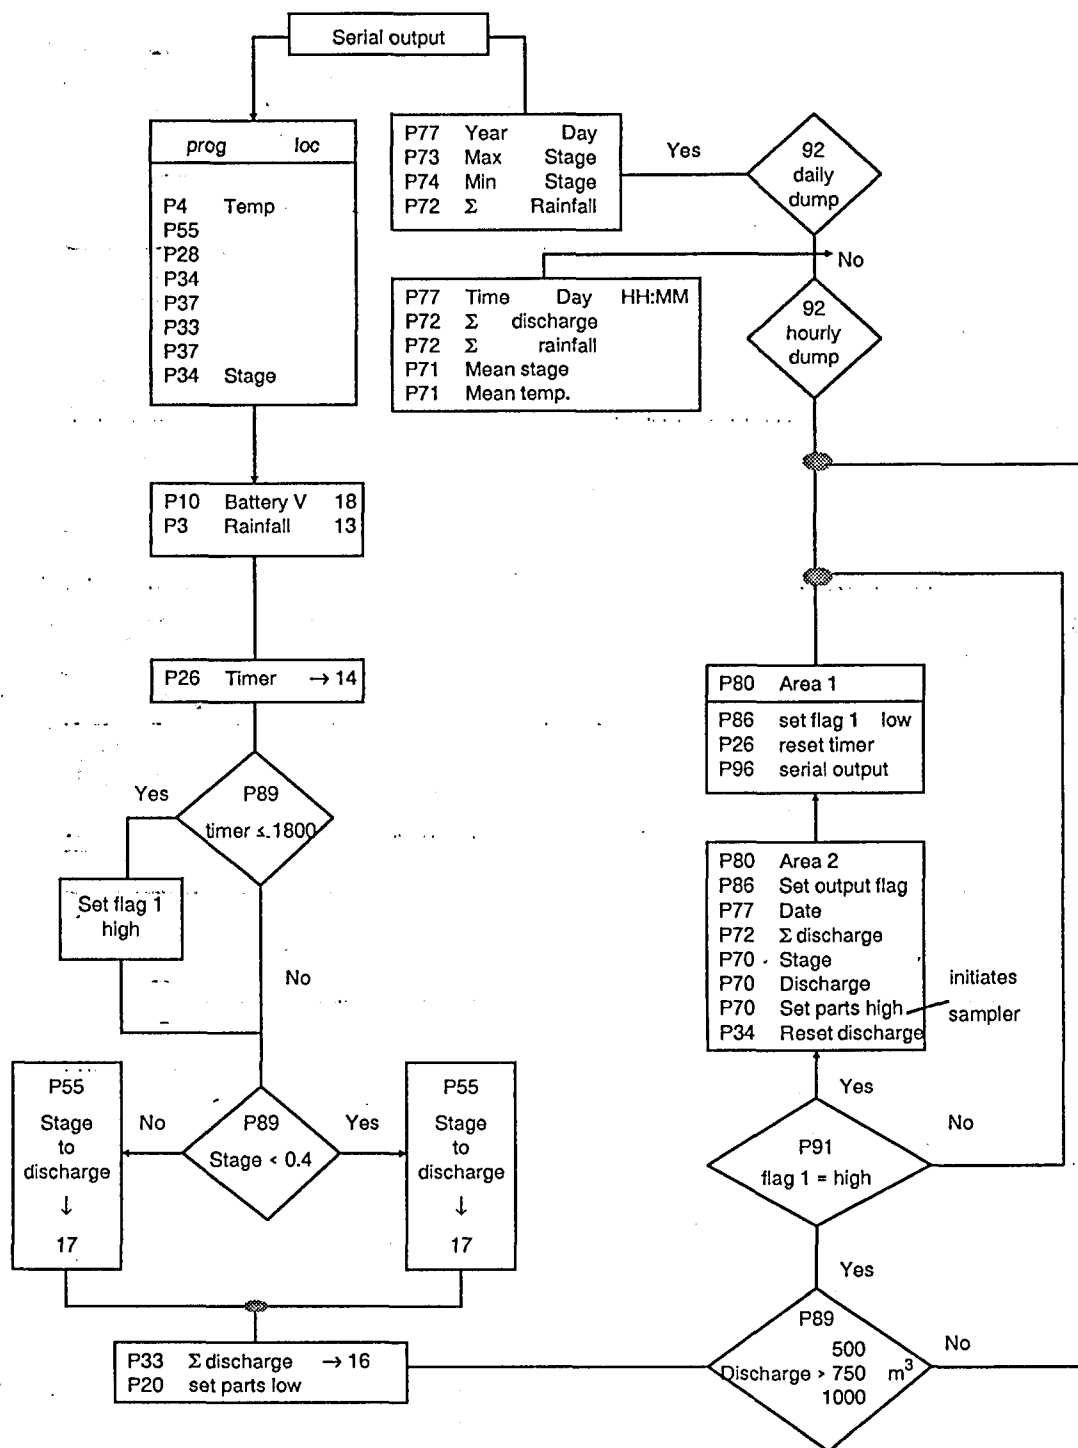 Serial output
prog loc
P4 Temp
P55
P28
P34
P37
P33
P37
P34 Stage
P77 Year Day
P73 Max Stage
P74 Min Stage
P72 Σ Rainfall
Yes
92
daily
dump
No
P77 Time Day HH:MM
P72 Σ discharge
P72 Σ rainfall
P71 Mean stage
P71 Mean temp.
92
hourly
dump
P10 Battery V 18
P3 Rainfall 13
P26 Timer → 14
P89
timer ≤ 1800
Yes
Set flag 1
high
No
P89
Stage < 0.4
No
Yes
P55
Stage
to
discharge
↓
17
P55
Stage
to
discharge
↓
17
P33 Σ discharge → 16
P20 set parts low
P80 Area 1
P86 set flag 1 low
P26 reset timer
P96 serial output
P80 Area 2
P86 Set output flag
P77 Date
P72 Σ discharge
P70 Stage
P70 Discharge
P70 Set parts high
P34 Reset discharge
initiates
sampler
Yes
No
P91
flag 1 = high
Yes
No
P89
500
Discharge > 750 m³
1000